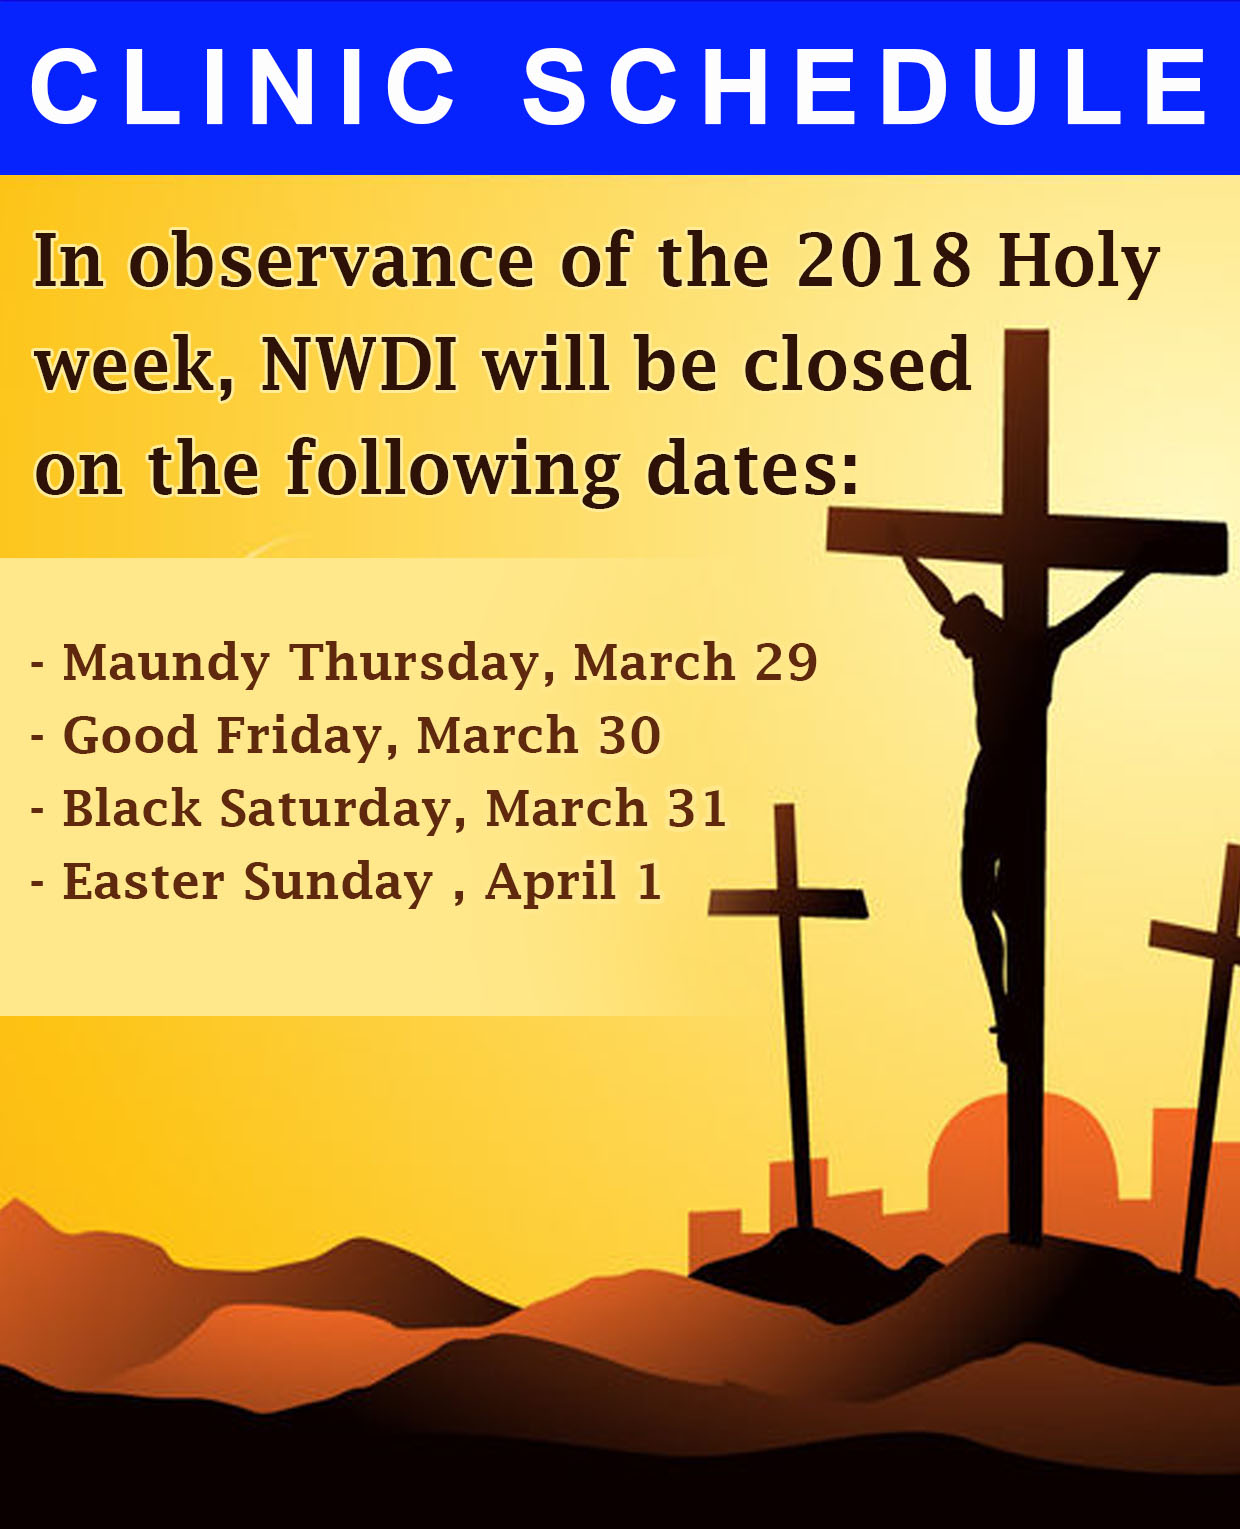 CLINIC SCHEDULE
In observance of the 2018 Holy
week, NWDI will be closed
on the following dates:
- Maundy Thursday, March 29
- Good Friday, March 30
- Black Saturday, March 31
- Easter Sunday , April 1